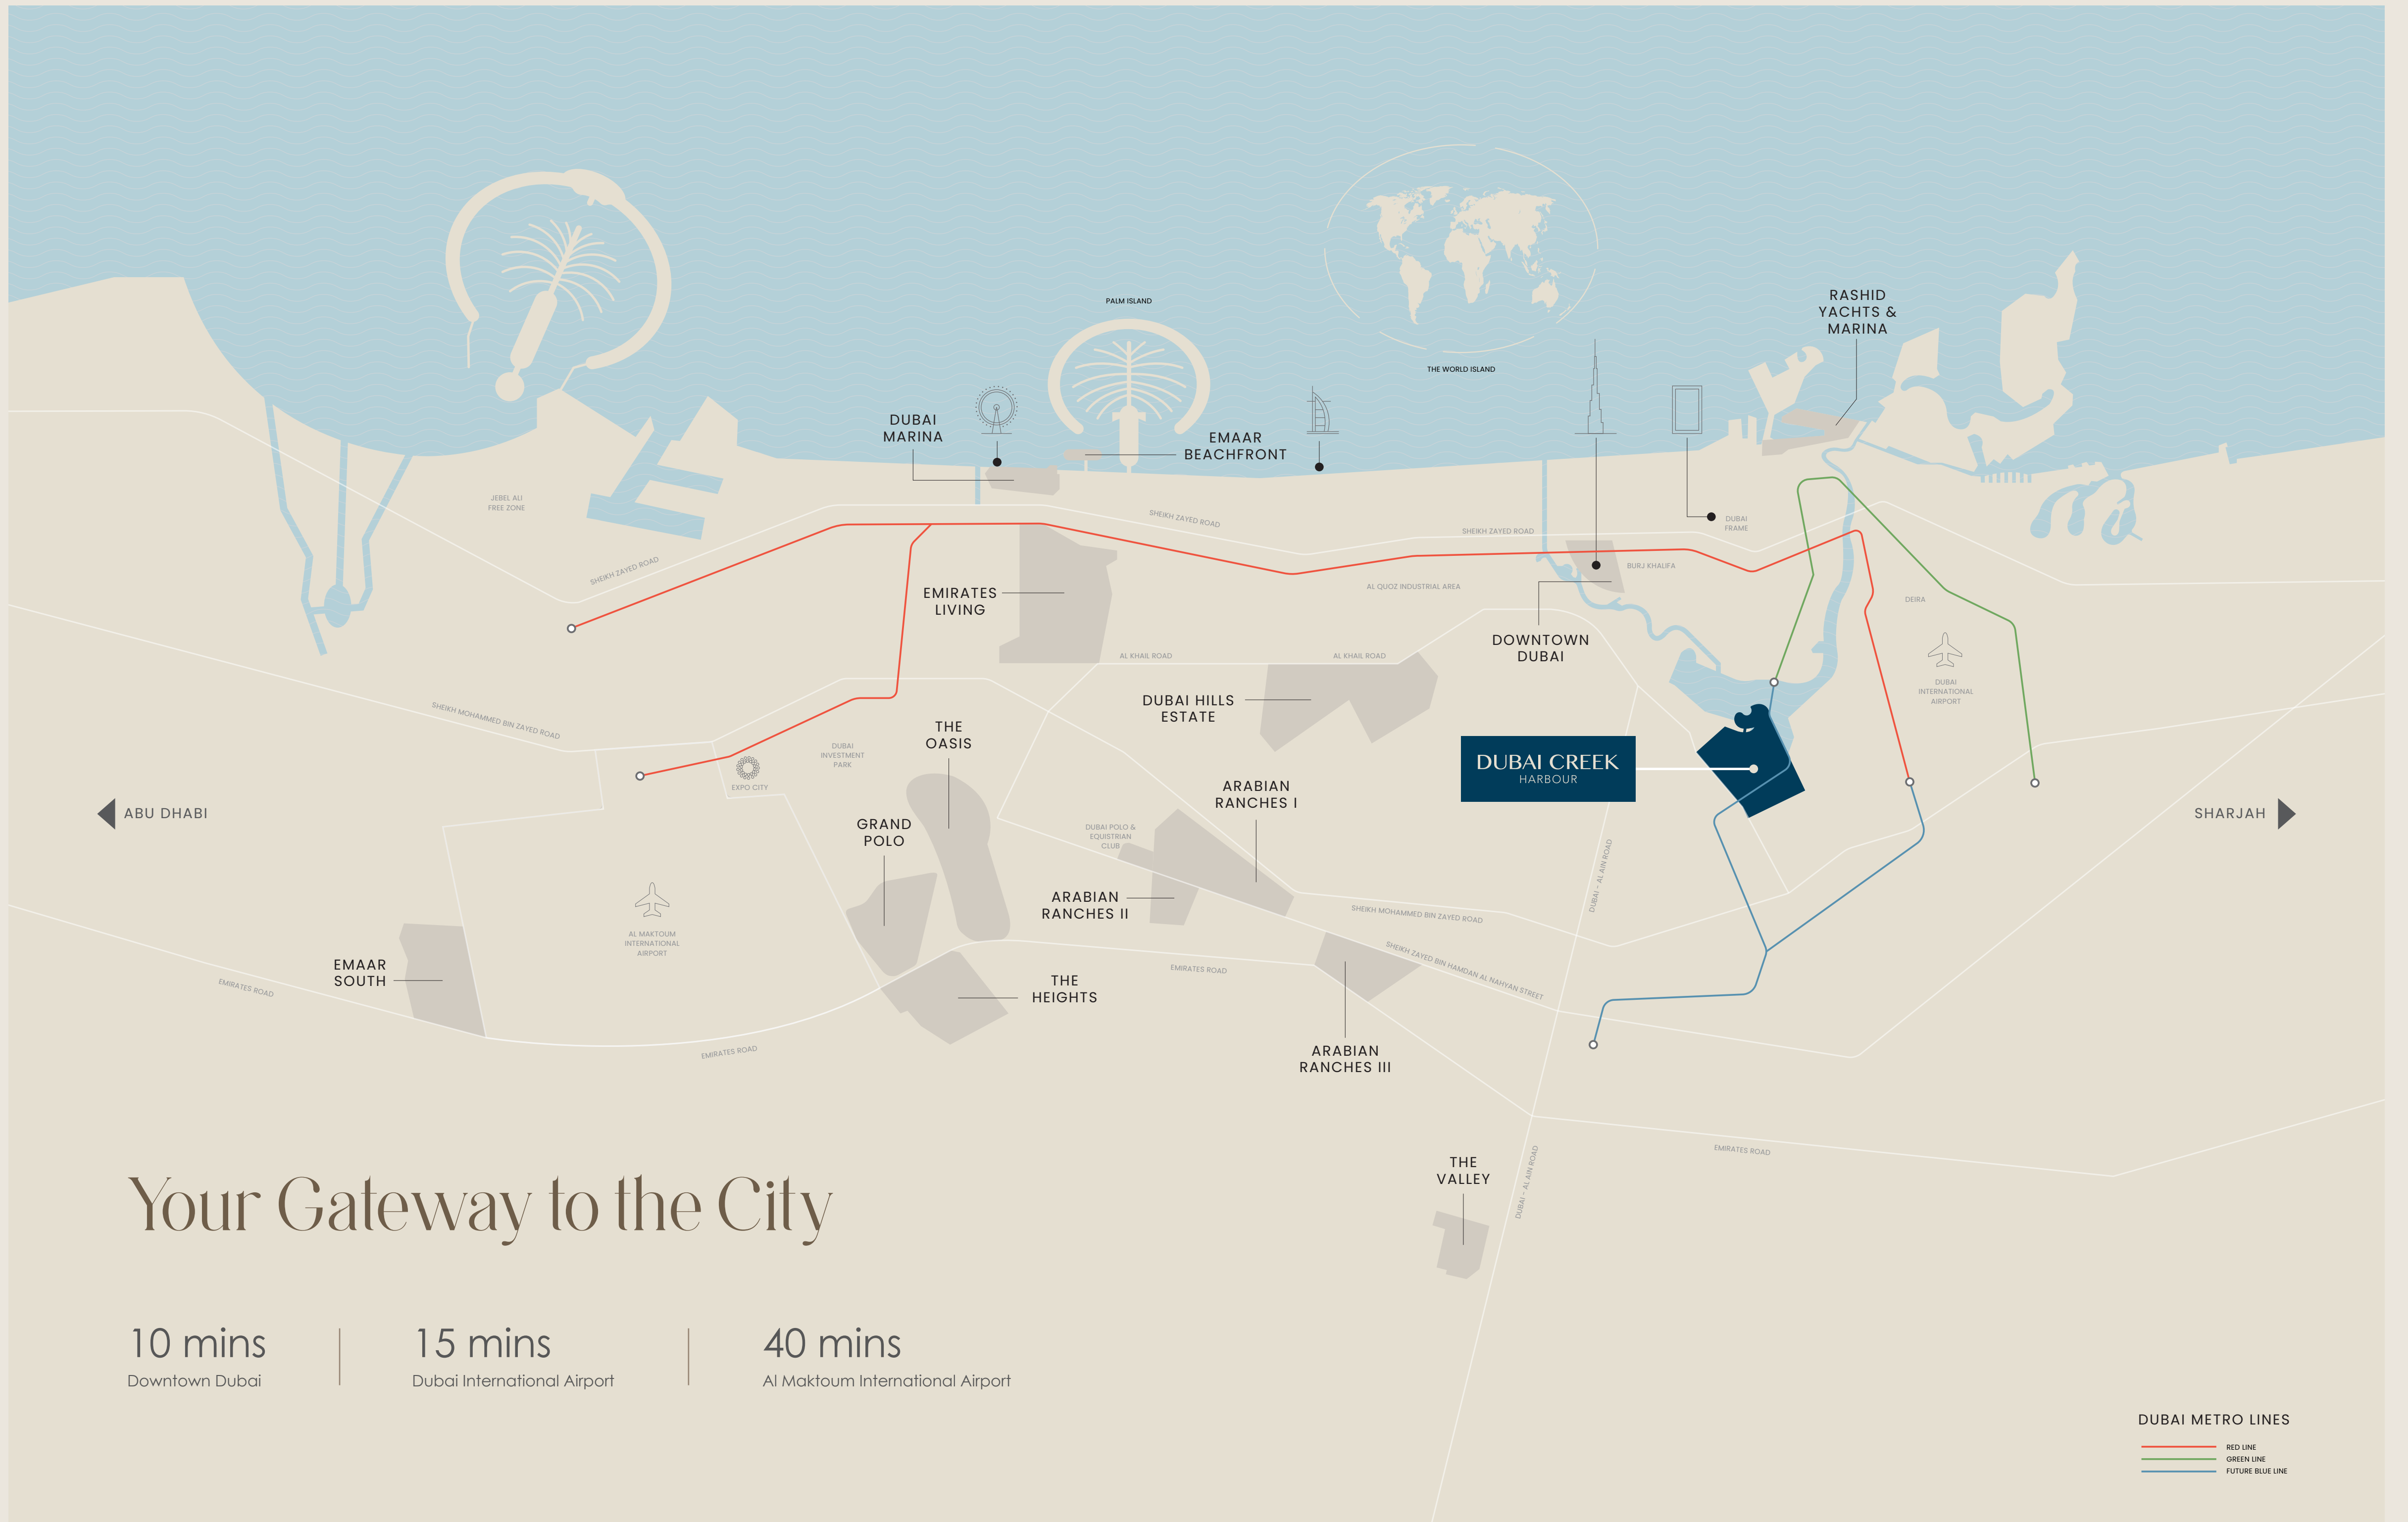 PALM ISLAND
THE WORLD ISLAND
RASHID
YACHTS &
MARINA
DUBAI
MARINA
EMAAR
BEACHFRONT
JEBEL ALI
FREE ZONE
SHEIKH ZAYED ROAD
SHEIKH ZAYED ROAD
SHEIKH ZAYED ROAD
DUBAI
FRAME
BURJ KHALIFA
AL QUOZ INDUSTRIAL AREA
EMIRATES
LIVING
DEIRA
DOWNTOWN
DUBAI
AL KHAIL ROAD
AL KHAIL ROAD
DUBAI
INTERNATIONAL
AIRPORT
DUBAI HILLS
ESTATE
SHEIKH MOHAMMED BIN ZAYED ROAD
THE
OASIS
DUBAI
INVESTMENT
PARK
EXPO CITY
DUBAI CREEK
HARBOUR
ARABIAN
RANCHES I
ABU DHABI
SHARJAH
GRAND
POLO
DUBAI POLO &
EQUISTRIAN
CLUB
DUBAI - AL AIN ROAD
ARABIAN
RANCHES II
SHEIKH MOHAMMED BIN ZAYED ROAD
AL MAKTOUM
INTERNATIONAL
AIRPORT
SHEIKH ZAYED BIN HAMDAN AL NAHYAN STREET
EMAAR
SOUTH
EMIRATES ROAD
EMIRATES ROAD
THE
HEIGHTS
EMIRATES ROAD
ARABIAN
RANCHES III
EMIRATES ROAD
THE
VALLEY
DUBAI - AL AIN ROAD
Your Gateway to the City
10 mins
Downtown Dubai
15 mins
Dubai International Airport
40 mins
Al Maktoum International Airport
DUBAI METRO LINES
RED LINE
GREEN LINE
FUTURE BLUE LINE